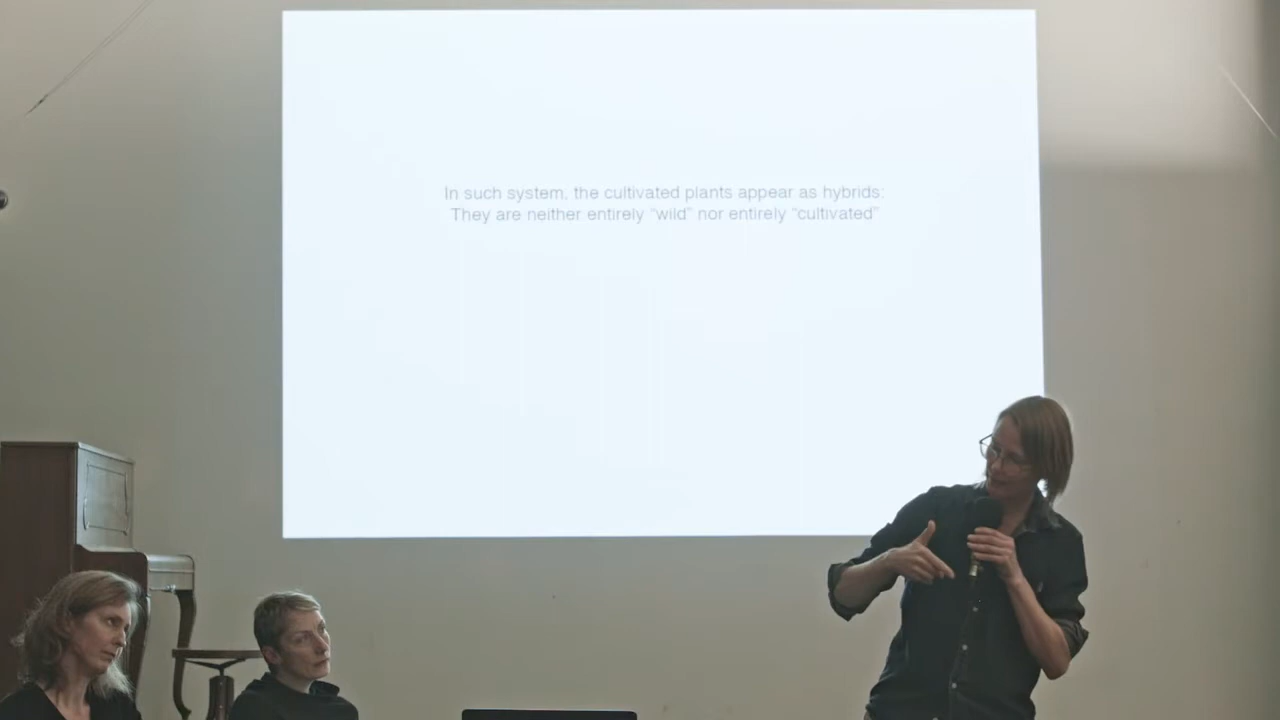 In such system, the cultivated plants appear as hybrids:
They are neither entirely “wild” nor entirely “cultivated”